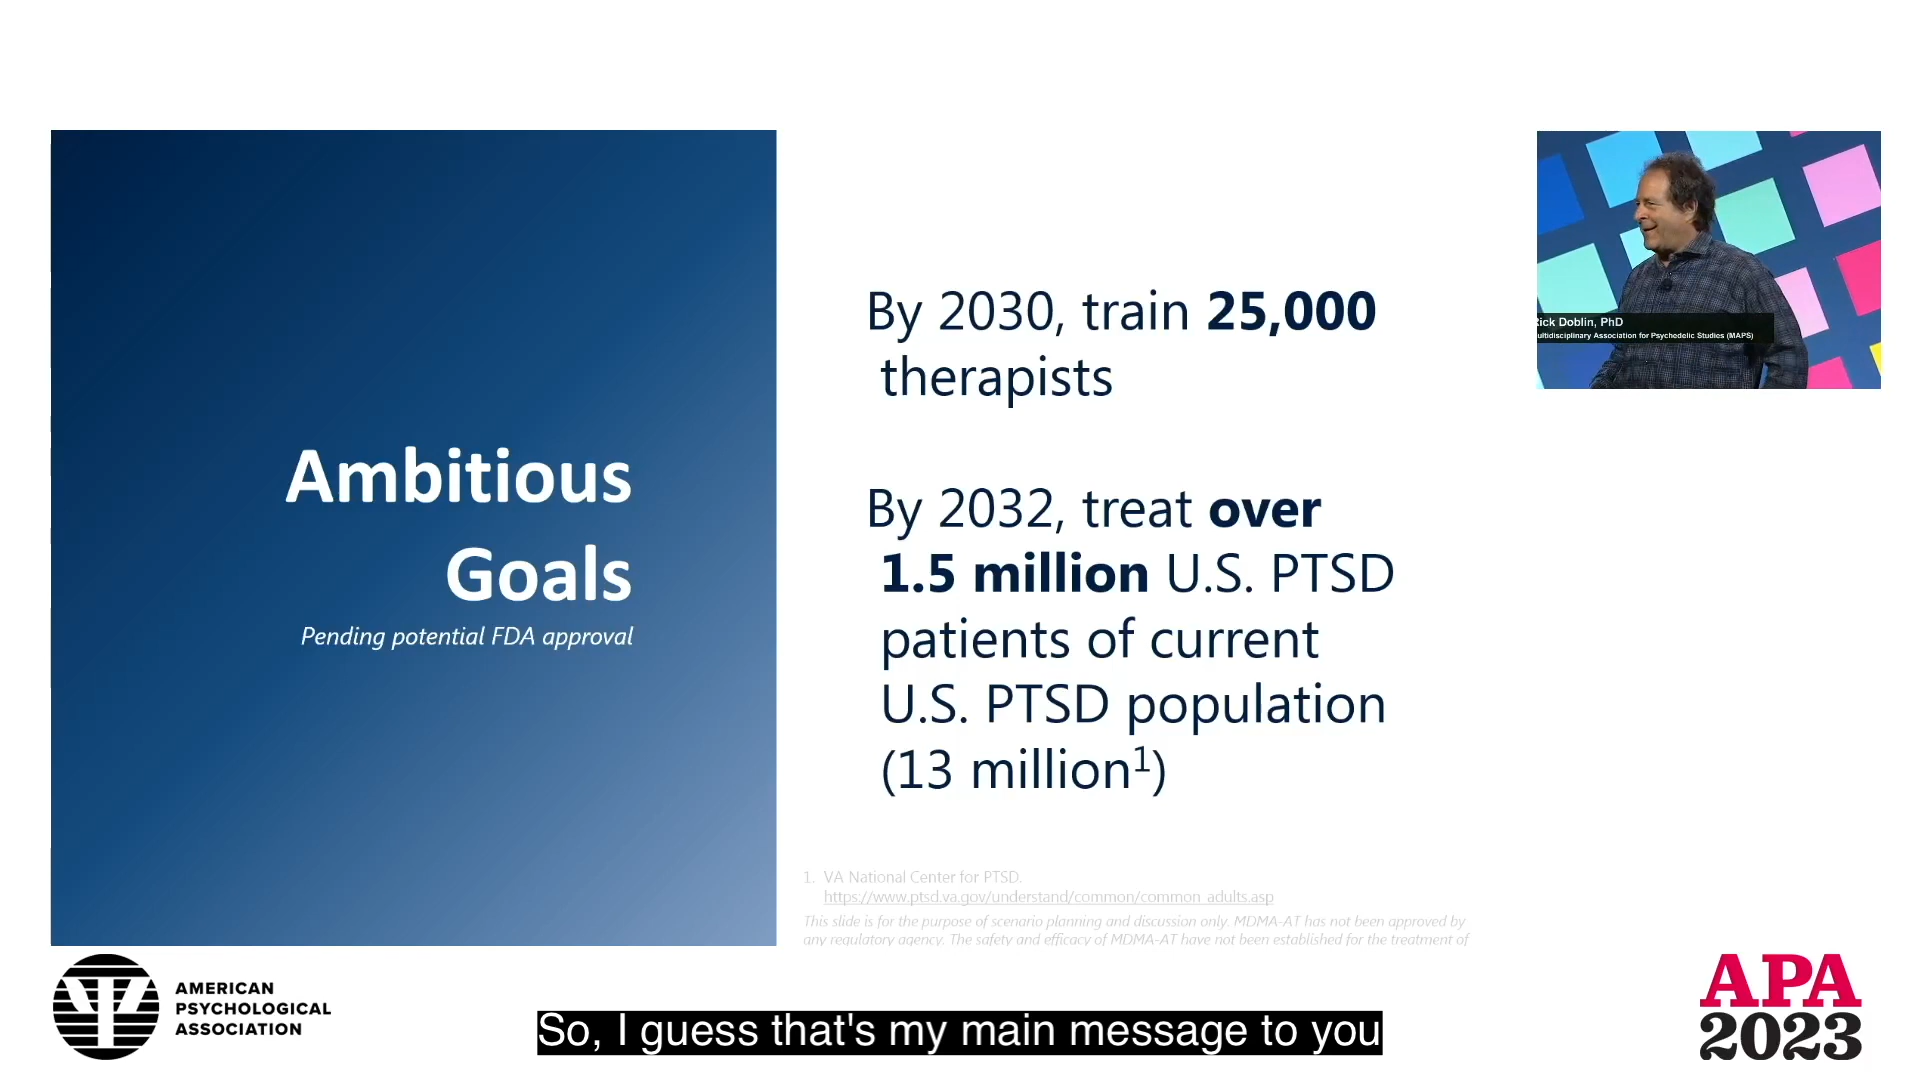 Ambitious
Goals
Pending potential FDA approval
By 2030, train 25,000
therapists
By 2032, treat over
1.5 million U.S. PTSD
patients of current
U.S. PTSD population
(13 million¹)
1. VA National Center for PTSD.
https://www.ptsd.va.gov/understand/common/common_adults.asp
This slide is for the purpose of scenario planning and discussion only. MDMA-AT has not been approved by
any regulatory agency. The safety and efficacy of MDMA-AT have not been established for the treatment of
Rick Doblin, PhD
ultidisciplinary Association for Psychedelic Studies (MAPS)
AMERICAN
PSYCHOLOGICAL
ASSOCIATION
So, I guess that's my main message to you
APA
2023